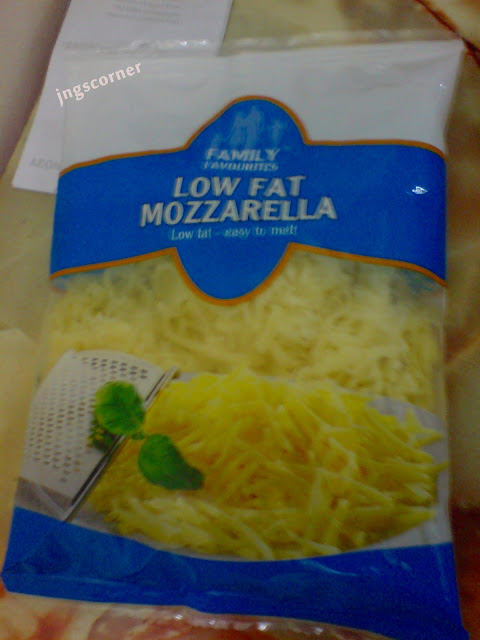 jngscorner
FAMILY
FAVOURITES
LOW FAT
MOZZARELLA
Low fat - easy to melt!